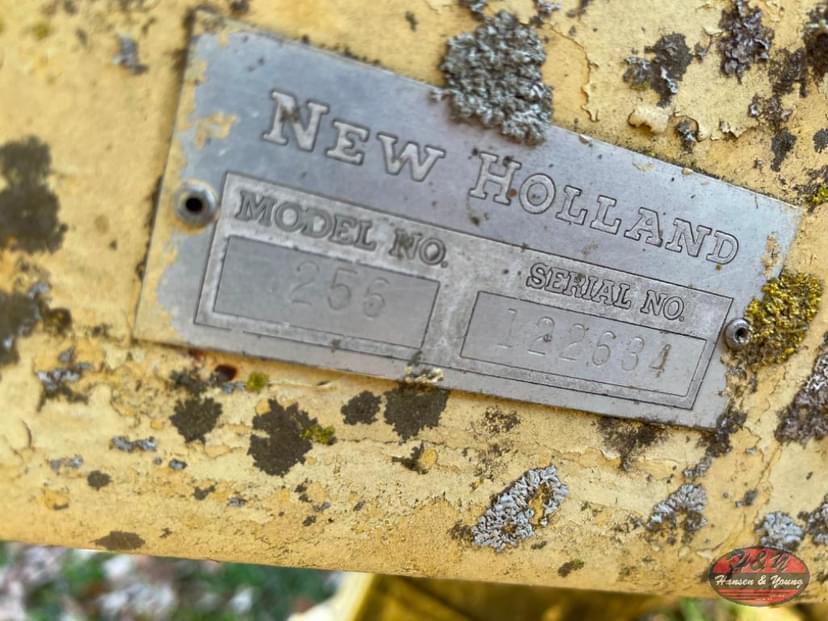 NEW HOLLAND
MODEL NO.
256
SERIAL NO.
122634
H&Y
Hansen & Young